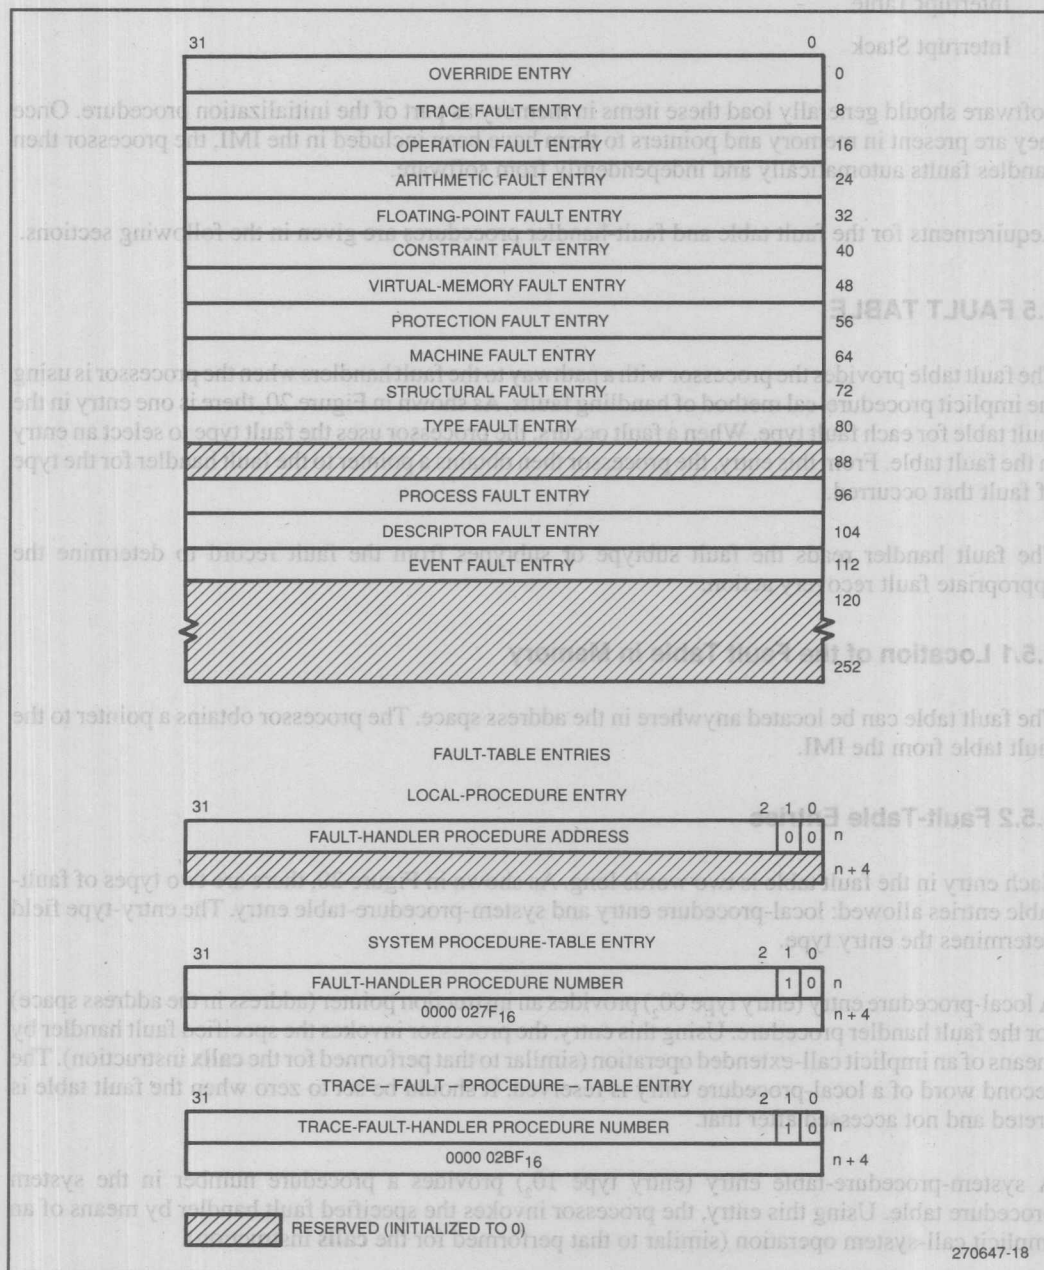 31 0
OVERRIDE ENTRY 0
TRACE FAULT ENTRY 8
OPERATION FAULT ENTRY 16
ARITHMETIC FAULT ENTRY 24
FLOATING-POINT FAULT ENTRY 32
CONSTRAINT FAULT ENTRY 40
VIRTUAL-MEMORY FAULT ENTRY 48
PROTECTION FAULT ENTRY 56
MACHINE FAULT ENTRY 64
STRUCTURAL FAULT ENTRY 72
TYPE FAULT ENTRY 80
88
PROCESS FAULT ENTRY 96
DESCRIPTOR FAULT ENTRY 104
EVENT FAULT ENTRY 112
120
252
FAULT-TABLE ENTRIES
LOCAL-PROCEDURE ENTRY
31 2 1 0
FAULT-HANDLER PROCEDURE ADDRESS 0 0 n
n + 4
SYSTEM PROCEDURE-TABLE ENTRY
31 2 1 0
FAULT-HANDLER PROCEDURE NUMBER 1 0 n
0000 027F₁₆ n + 4
TRACE – FAULT – PROCEDURE – TABLE ENTRY
31 2 1 0
TRACE-FAULT-HANDLER PROCEDURE NUMBER 1 0 n
0000 02BF₁₆ n + 4
RESERVED (INITIALIZED TO 0)
270647-18